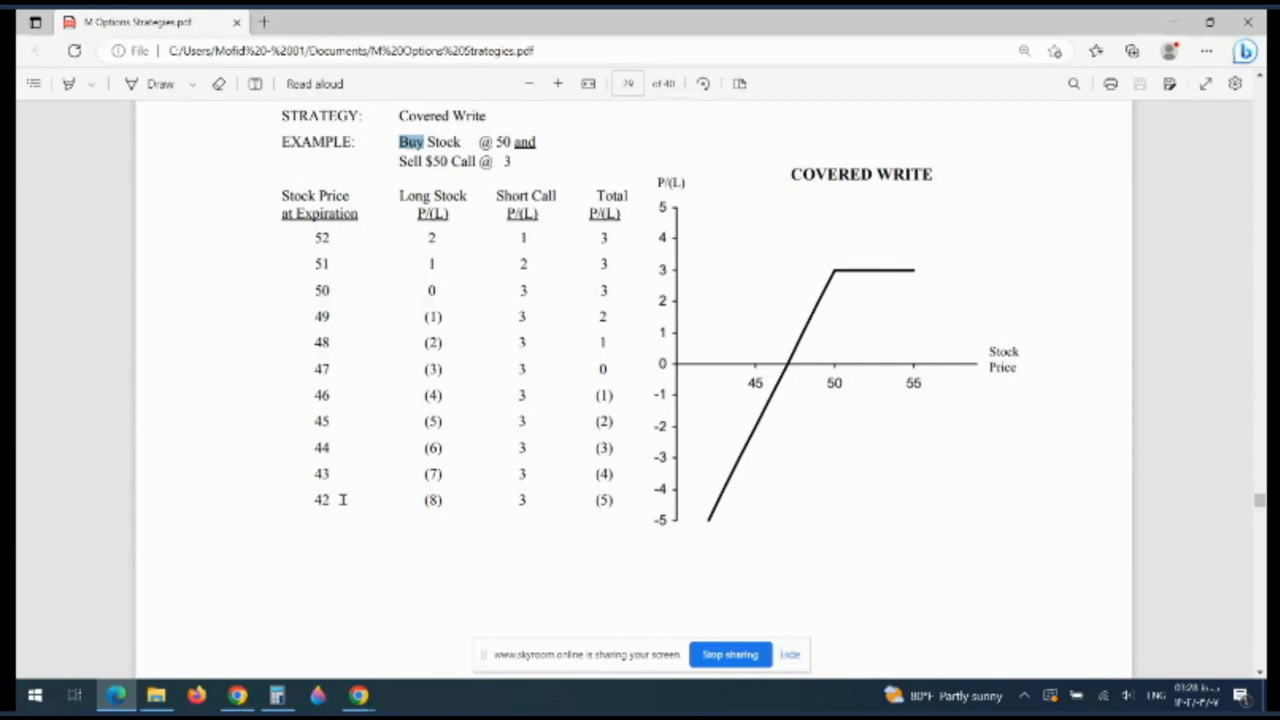 M Options Strategies.pdf
File
C:/Users/Mofid%20-%2001/Documents/M%20Options%20Strategies.pdf
Draw
Read aloud
29 of 40
STRATEGY: Covered Write
EXAMPLE: Buy Stock @ 50 and
Sell $50 Call @ 3
Stock Price Long Stock Short Call Total
at Expiration P/(L) P/(L) P/(L)
52 2 1 3
51 1 2 3
50 0 3 3
49 (1) 3 2
48 (2) 3 1
47 (3) 3 0
46 (4) 3 (1)
45 (5) 3 (2)
44 (6) 3 (3)
43 (7) 3 (4)
42 (8) 3 (5)
COVERED WRITE
P/(L)
5
4
3
2
1
0
-1
-2
-3
-4
-5
45 50 55
Stock
Price
www.skyroom.online is sharing your screen.
Stop sharing
Hide
80°F Partly sunny
ENG